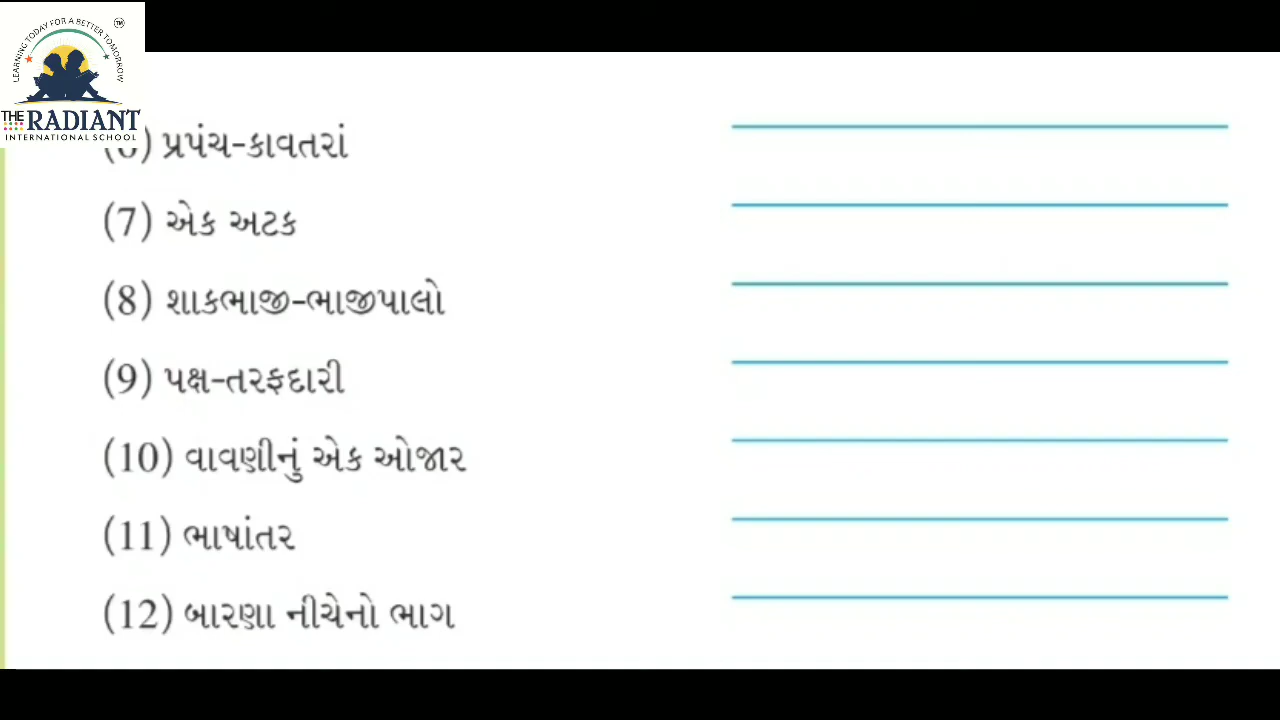 LEARNING TODAY FOR A BETTER TOMORROW
TM
THE RADIANT
INTERNATIONAL SCHOOL
પ્રપંચ-કાવતરાં
(7) એક અટક
(8) શાકભાજી-ભાજીપાલો
(9) પક્ષ-તરફદારી
(10) વાવણીનું એક ઓજાર
(11) ભાષાંતર
(12) બારણા નીચેનો ભાગ